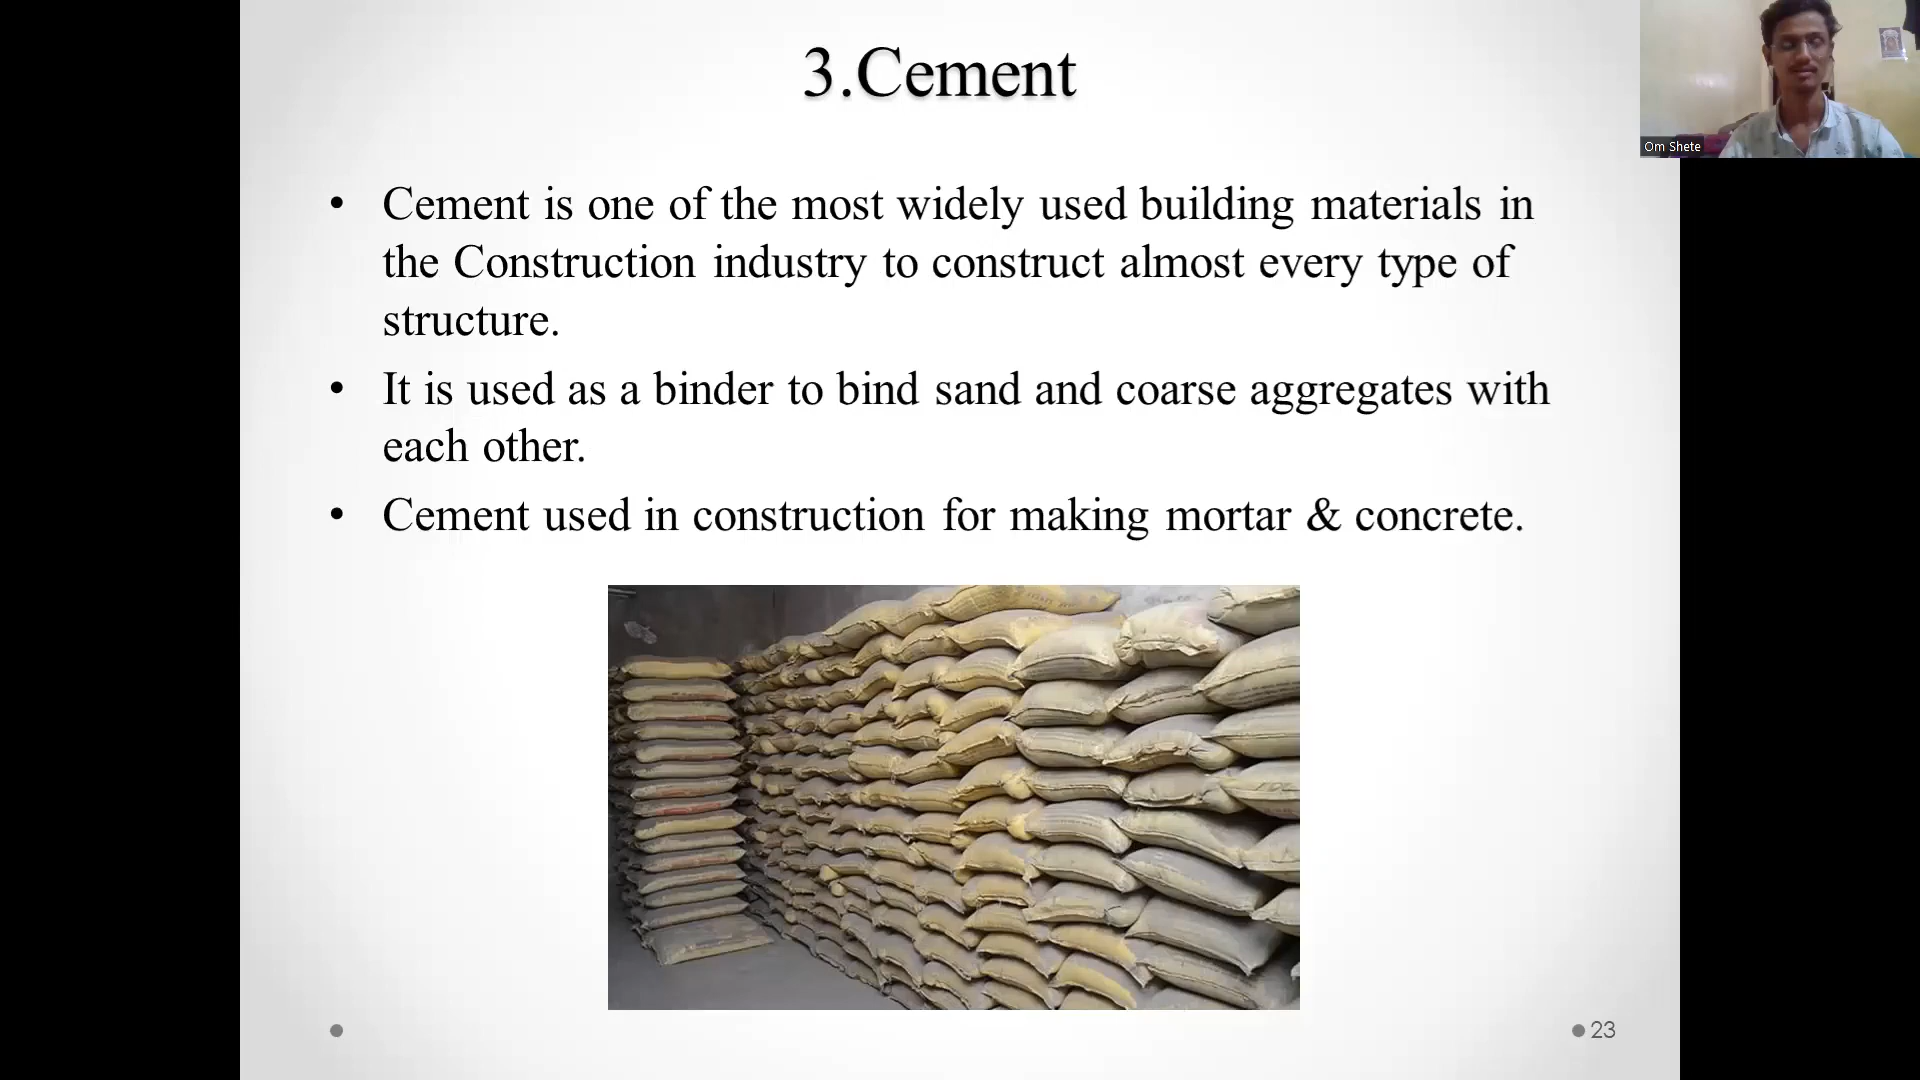 3.Cement
Om Shete
• Cement is one of the most widely used building materials in
the Construction industry to construct almost every type of
structure.
• It is used as a binder to bind sand and coarse aggregates with
each other.
• Cement used in construction for making mortar & concrete.
23